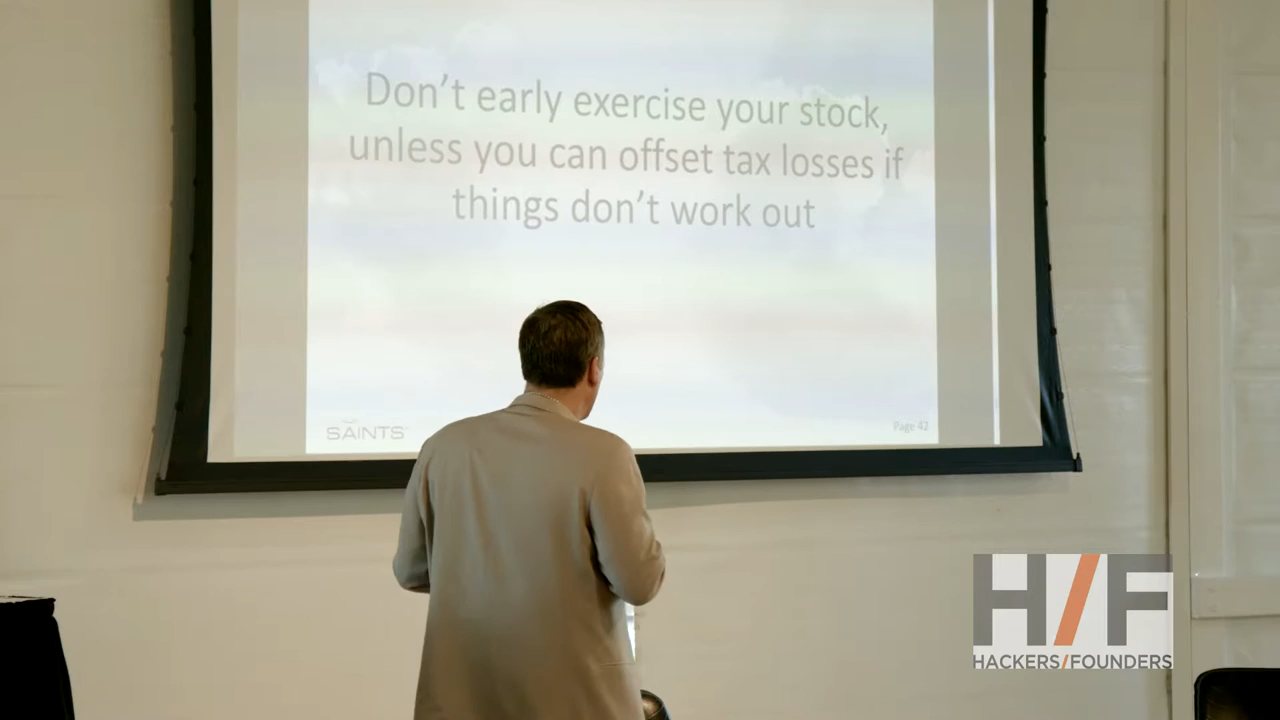 Don't early exercise your stock,
unless you can offset tax losses if
things don't work out
SAINTS
Page 42
H/F
HACKERS/FOUNDERS